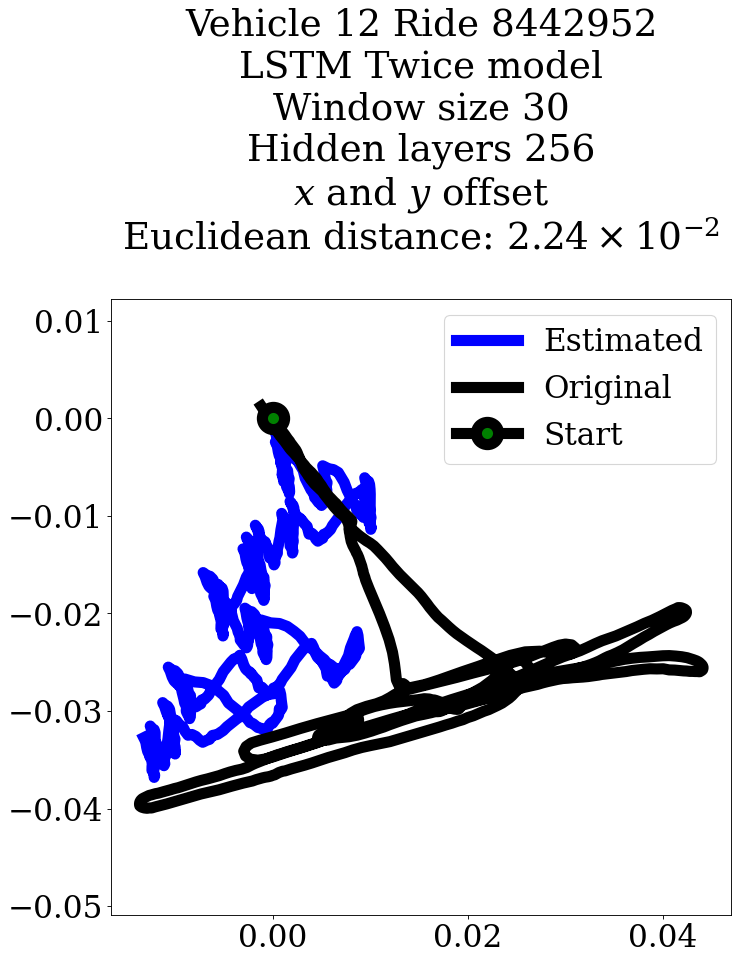 Vehicle 12 Ride 8442952
LSTM Twice model
Window size 30
Hidden layers 256
x and y offset
Euclidean distance: 2.24 × 10⁻²
Estimated
Original
Start
0.01
0.00
−0.01
−0.02
−0.03
−0.04
−0.05
0.00 0.02 0.04